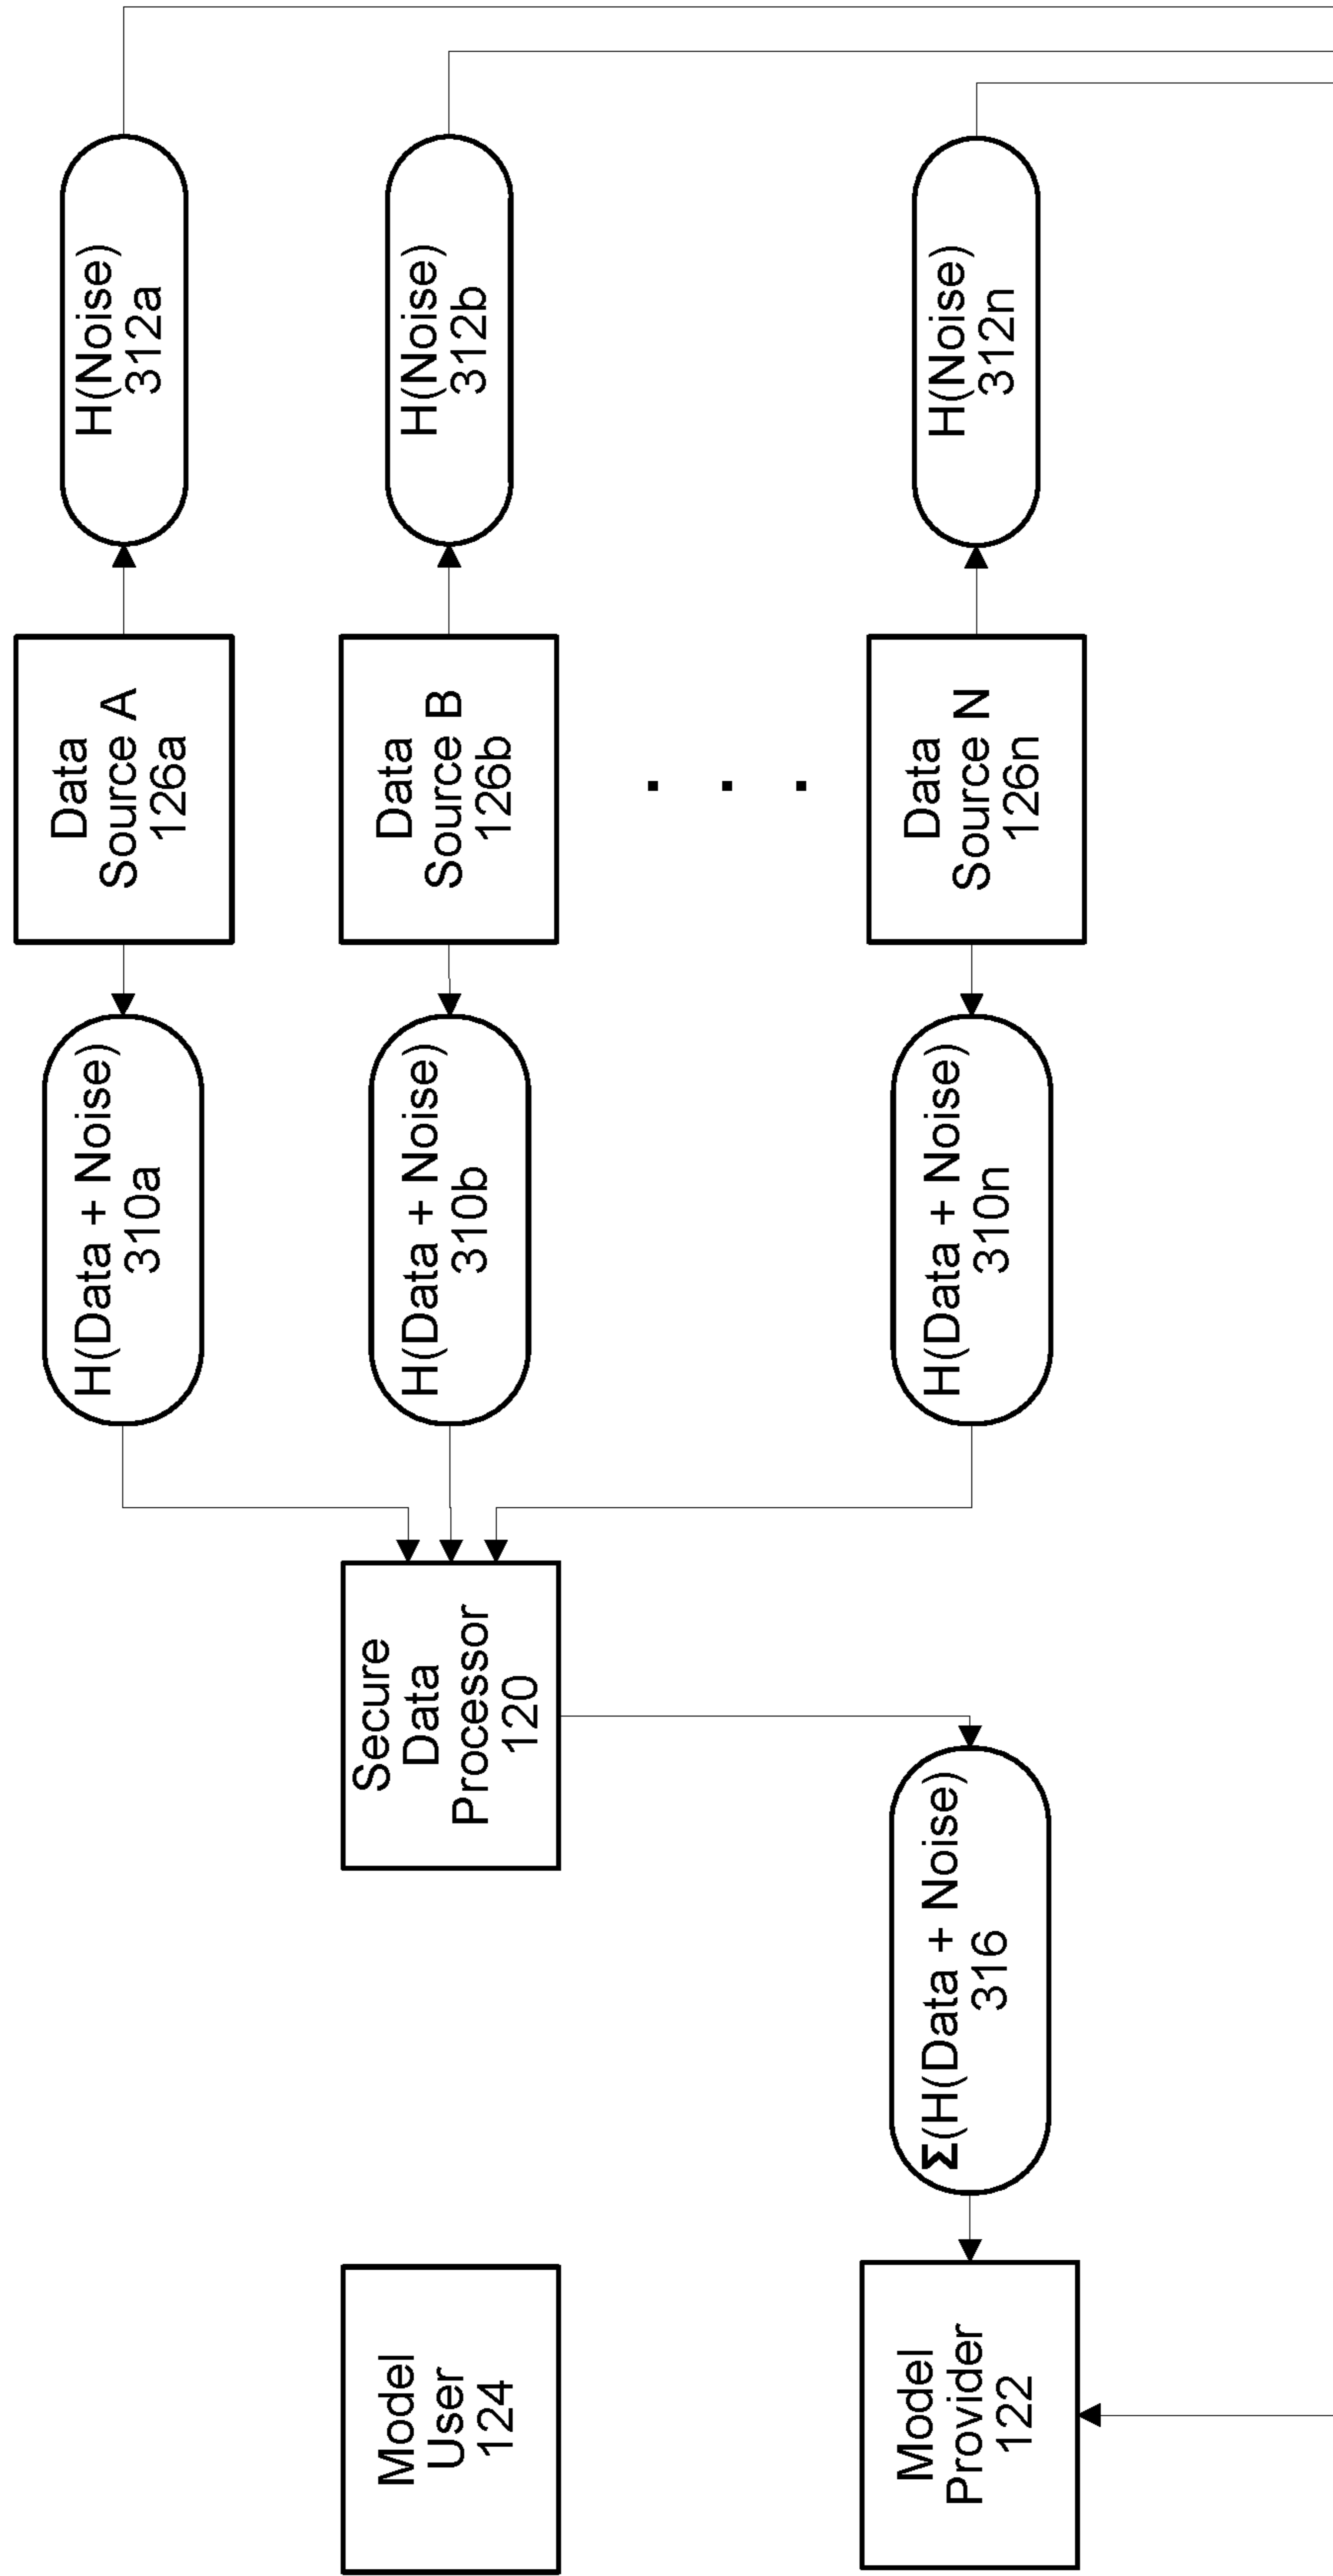 Model
User
124
Secure
Data
Processor
120
H(Data + Noise)
310a
Data
Source A
126a
H(Noise)
312a
H(Data + Noise)
310b
Data
Source B
126b
H(Noise)
312b
Model
Provider
122
Σ(H(Data + Noise)
316
H(Data + Noise)
310n
Data
Source N
126n
H(Noise)
312n